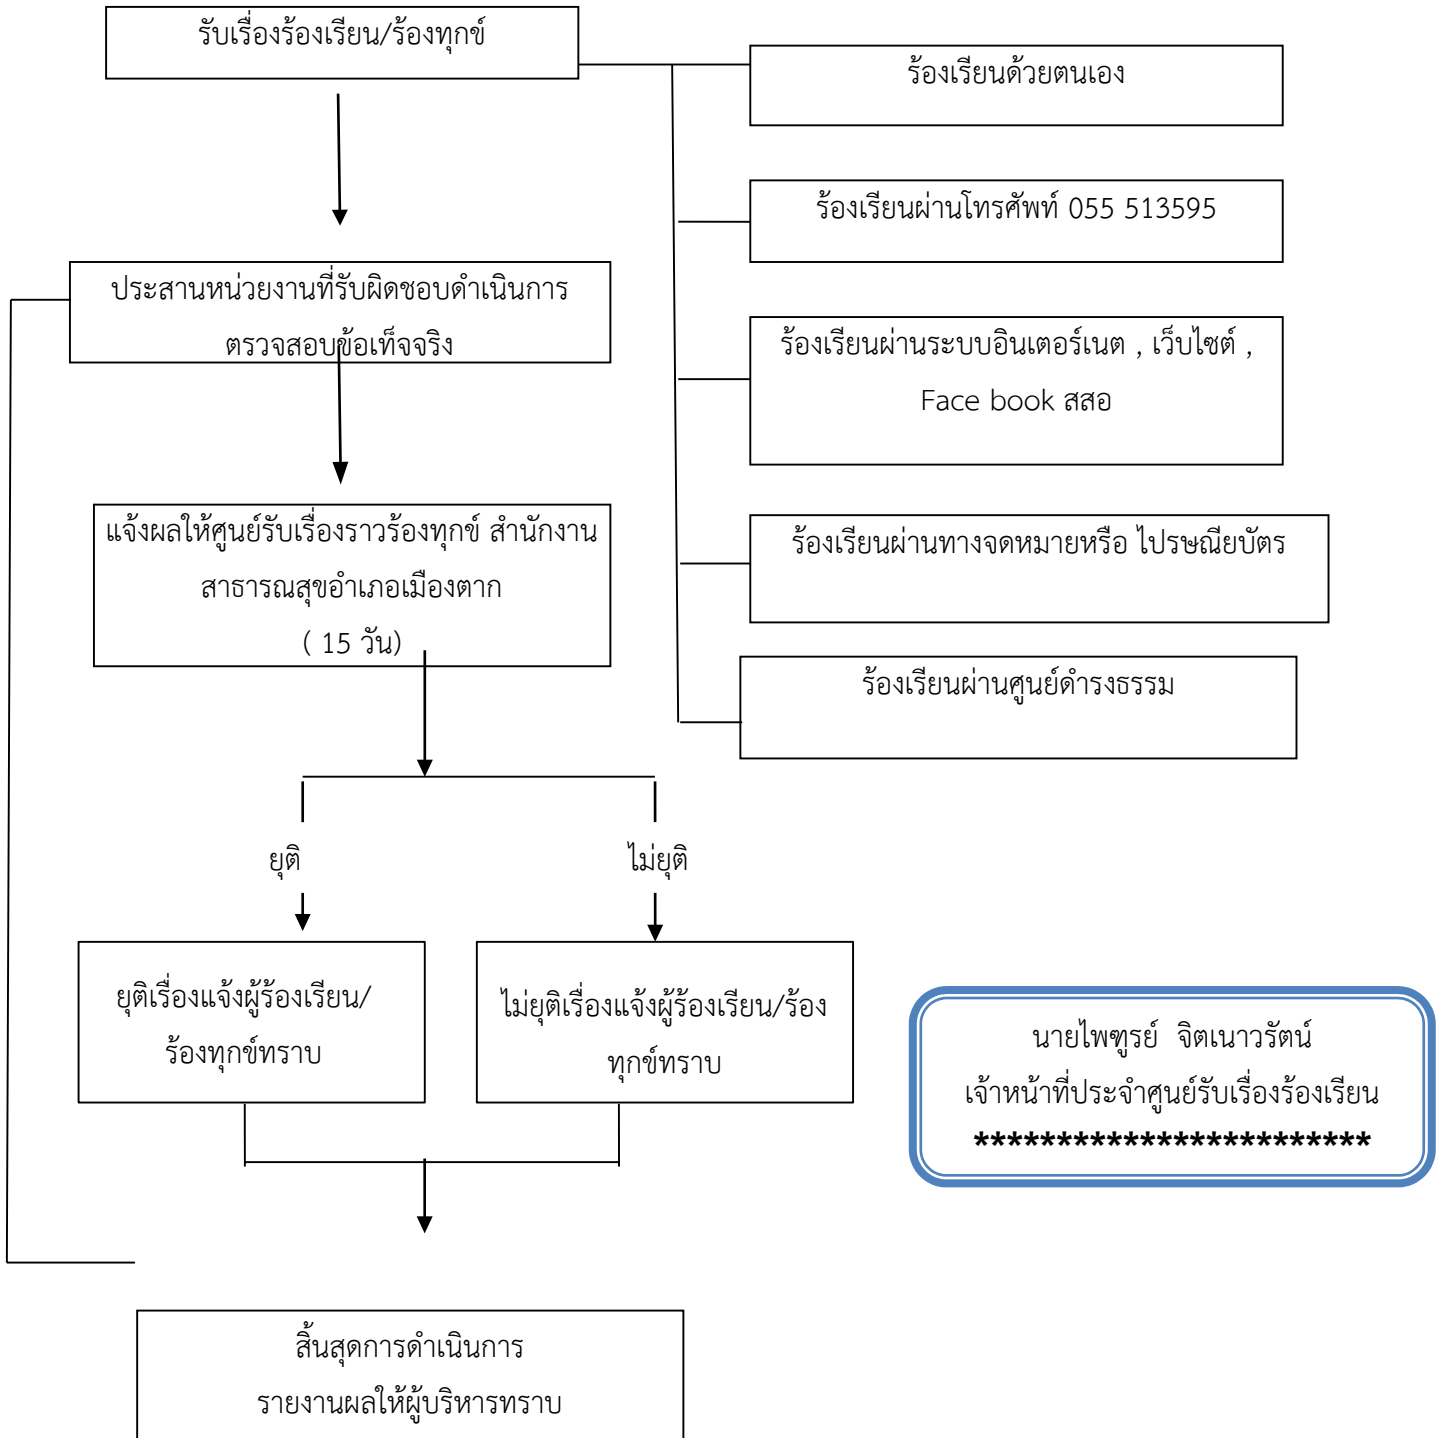 รับเรื่องร้องเรียน/ร้องทุกข์
ร้องเรียนด้วยตนเอง
ร้องเรียนผ่านโทรศัพท์ 055 513595
ประสานหน่วยงานที่รับผิดชอบดำเนินการ
ตรวจสอบข้อเท็จจริง
ร้องเรียนผ่านระบบอินเตอร์เนต , เว็บไซต์ ,
Face book สสอ
แจ้งผลให้ศูนย์รับเรื่องราวร้องทุกข์ สำนักงาน
สาธารณสุขอำเภอเมืองตาก
( 15 วัน)
ร้องเรียนผ่านทางจดหมายหรือ ไปรษณียบัตร
ร้องเรียนผ่านศูนย์ดำรงธรรม
ยุติ
ไม่ยุติ
ยุติเรื่องแจ้งผู้ร้องเรียน/
ร้องทุกข์ทราบ
ไม่ยุติเรื่องแจ้งผู้ร้องเรียน/ร้อง
ทุกข์ทราบ
นายไพฑูรย์  จิตเนาวรัตน์
เจ้าหน้าที่ประจำศูนย์รับเรื่องร้องเรียน
************************
สิ้นสุดการดำเนินการ
รายงานผลให้ผู้บริหารทราบ